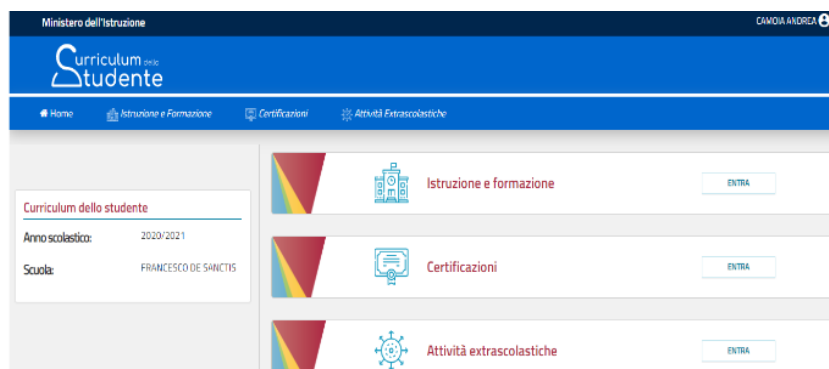 Ministero dell'Istruzione
CAMOIA ANDREA
Curriculum dello
Studente
Home Istruzione e Formazione Certificazioni Attività Extrascolastiche
Istruzione e formazione ENTRA
Curriculum dello studente
Anno scolastico: 2020/2021
Scuola: FRANCESCO DE SANCTIS
Certificazioni ENTRA
Attività extrascolastiche ENTRA